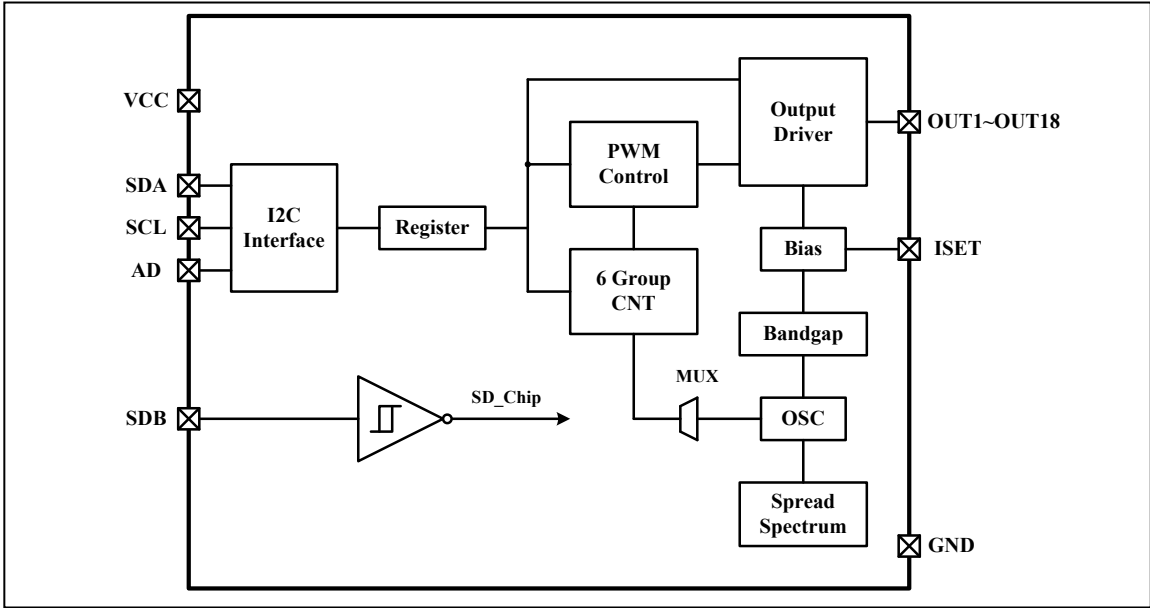 VCC
SDA
SCL
AD
SDB
I2C
Interface
Register
SD_Chip
PWM
Control
6 Group
CNT
MUX
Output
Driver
Bias
Bandgap
OSC
Spread
Spectrum
OUT1~OUT18
ISET
GND